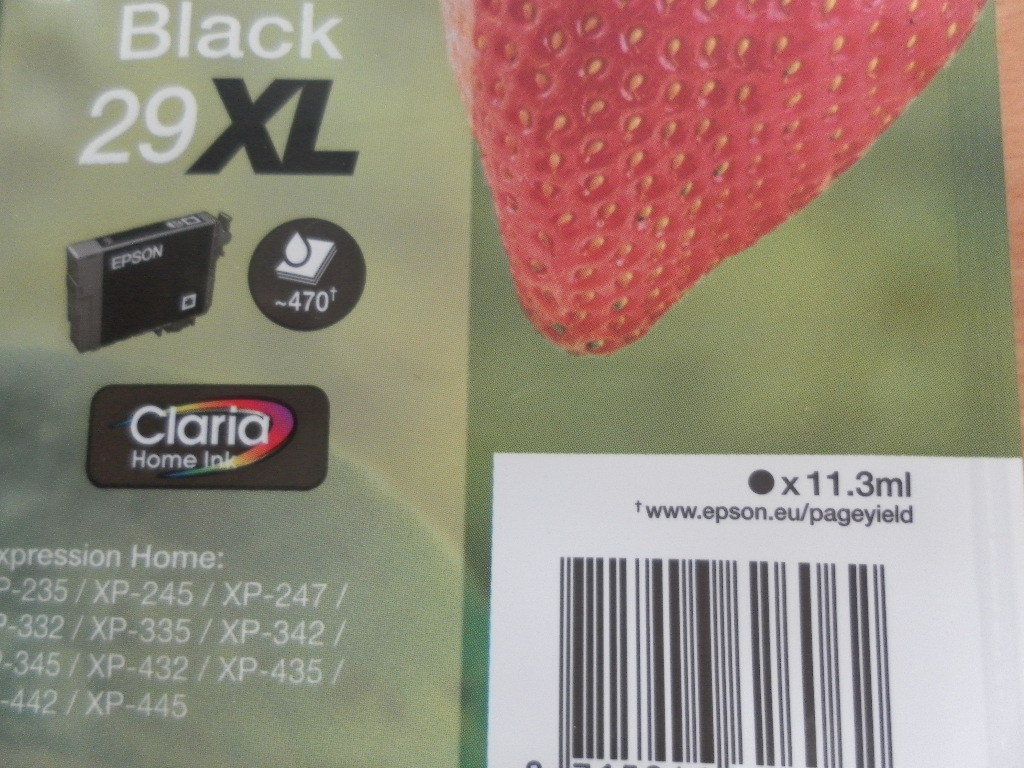 Black
29XL
EPSON
~470†
Claria
Home Ink
xpression Home:
P-235 / XP-245 / XP-247 /
P-332 / XP-335 / XP-342 /
-345 / XP-432 / XP-435 /
-442 / XP-445
x 11.3ml
†www.epson.eu/pageyield